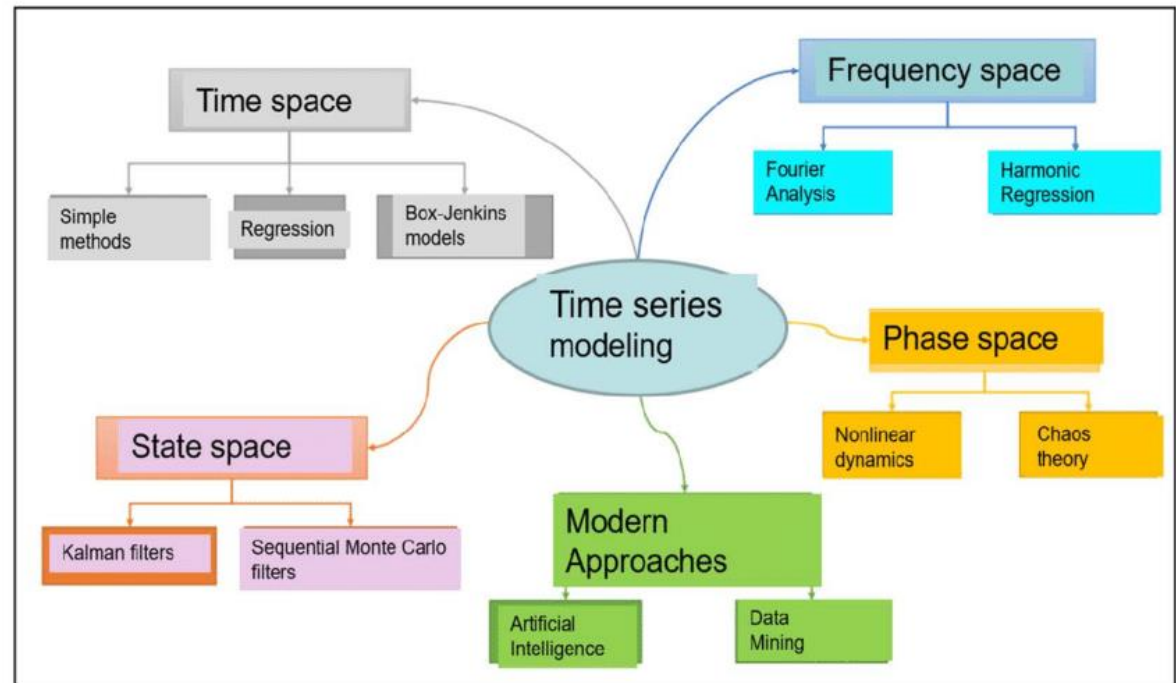 Time space
Simple
methods
Regression
Box-Jenkins
models
Frequency space
Fourier
Analysis
Harmonic
Regression
Time series
modeling
Phase space
Nonlinear
dynamics
Chaos
theory
State space
Kalman filters
Sequential Monte Carlo
filters
Modern
Approaches
Artificial
Intelligence
Data
Mining